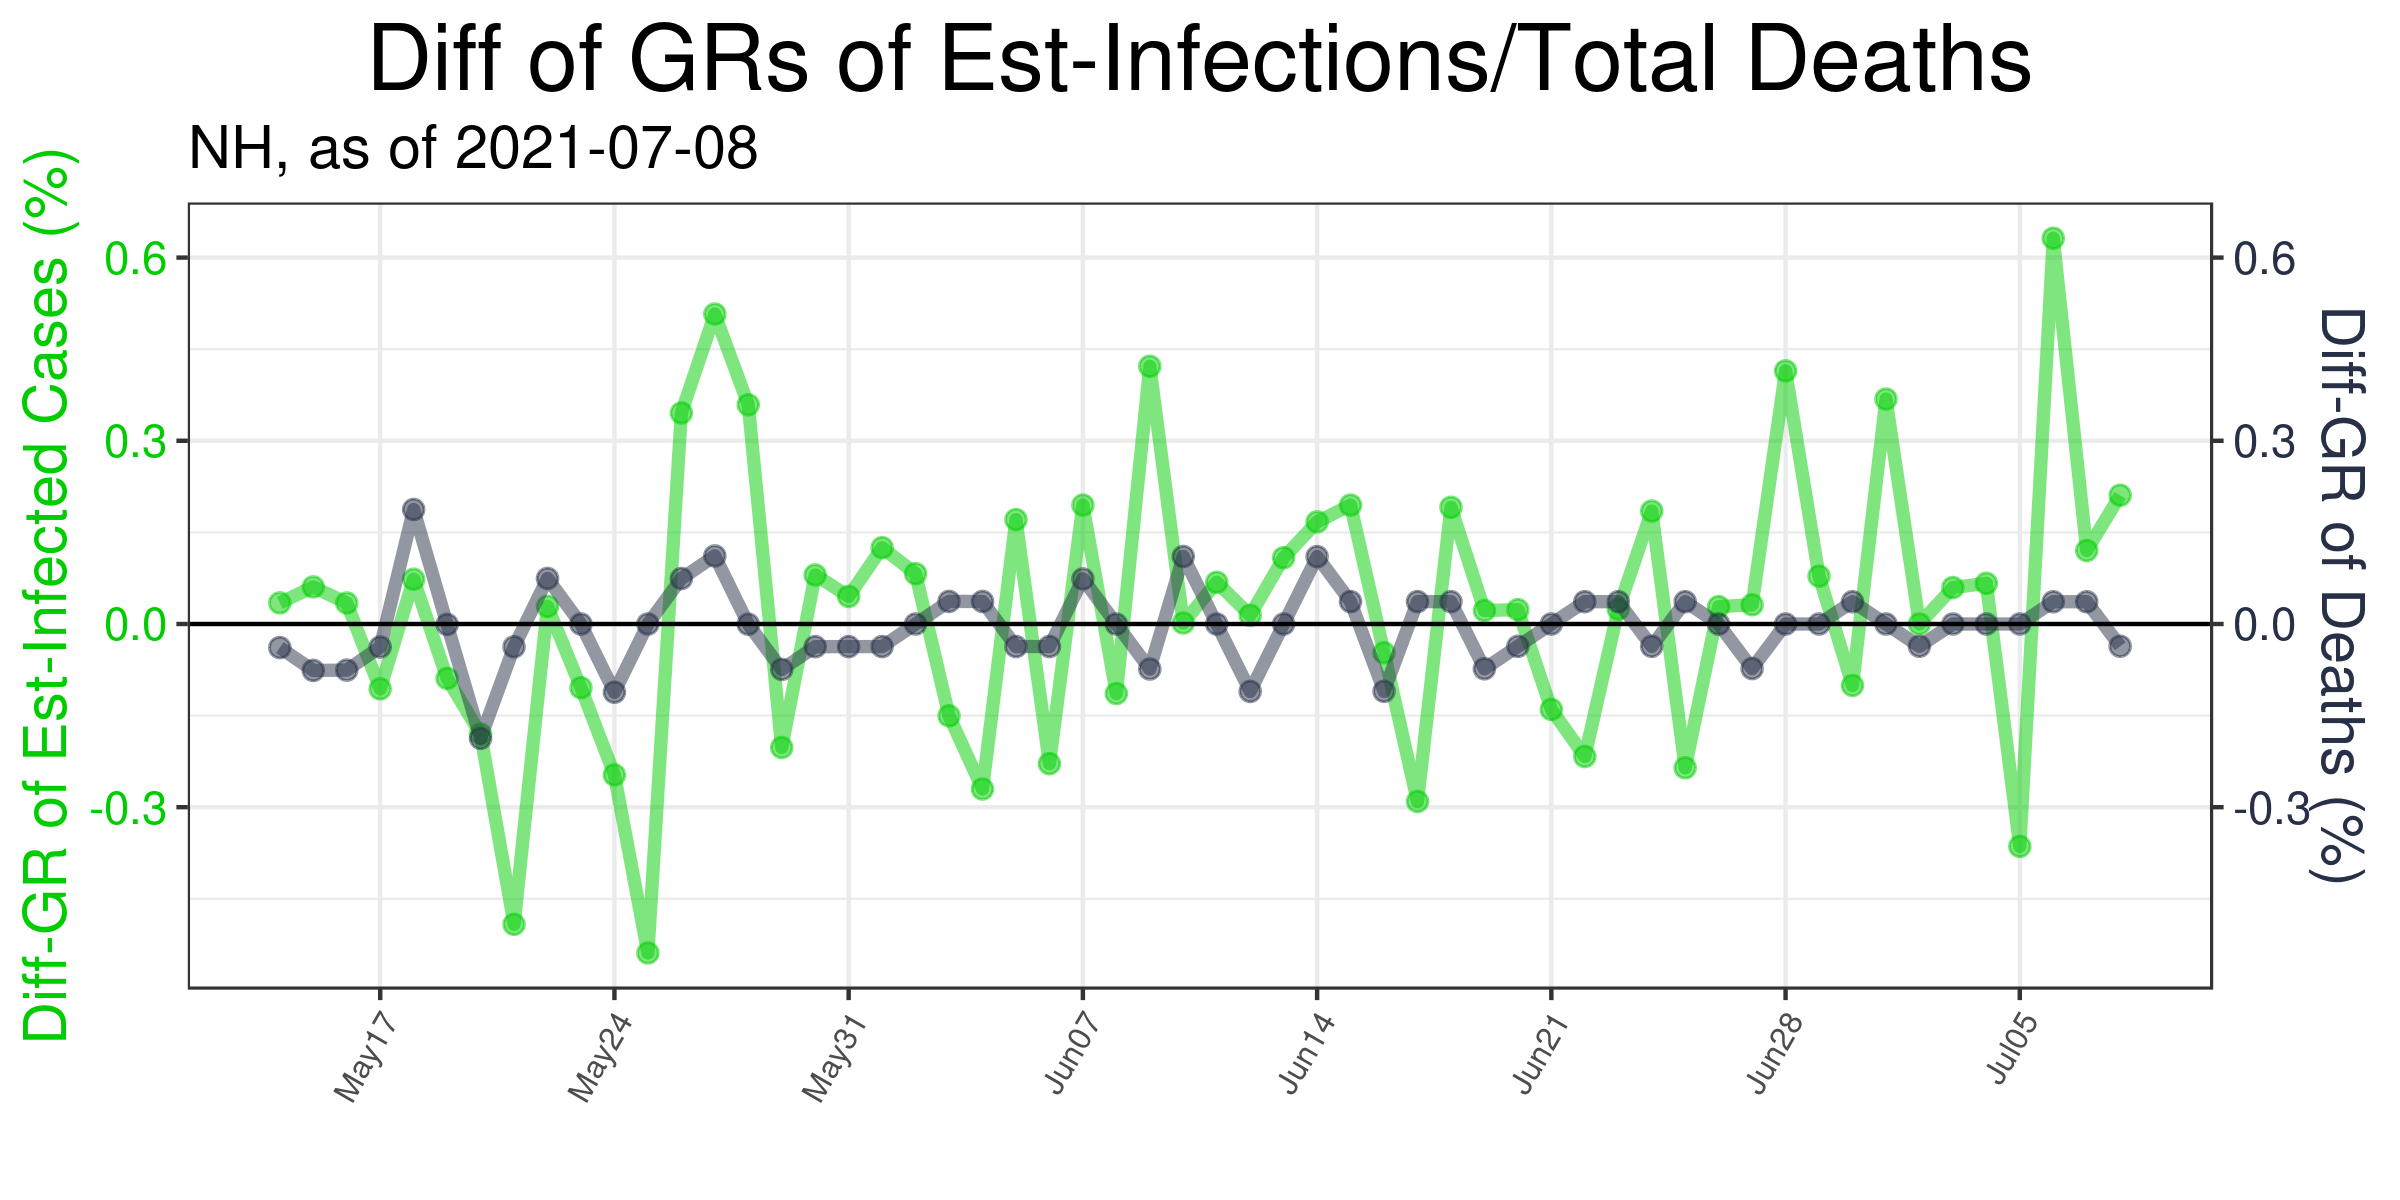 Diff of GRs of Est-Infections/Total Deaths
NH, as of 2021-07-08
Diff-GR of Est-Infected Cases (%)
0.6
0.3
0.0
-0.3
0.6
0.3
0.0
-0.3
Diff-GR of Deaths (%)
May17
May24
May31
Jun07
Jun14
Jun21
Jun28
Jul05